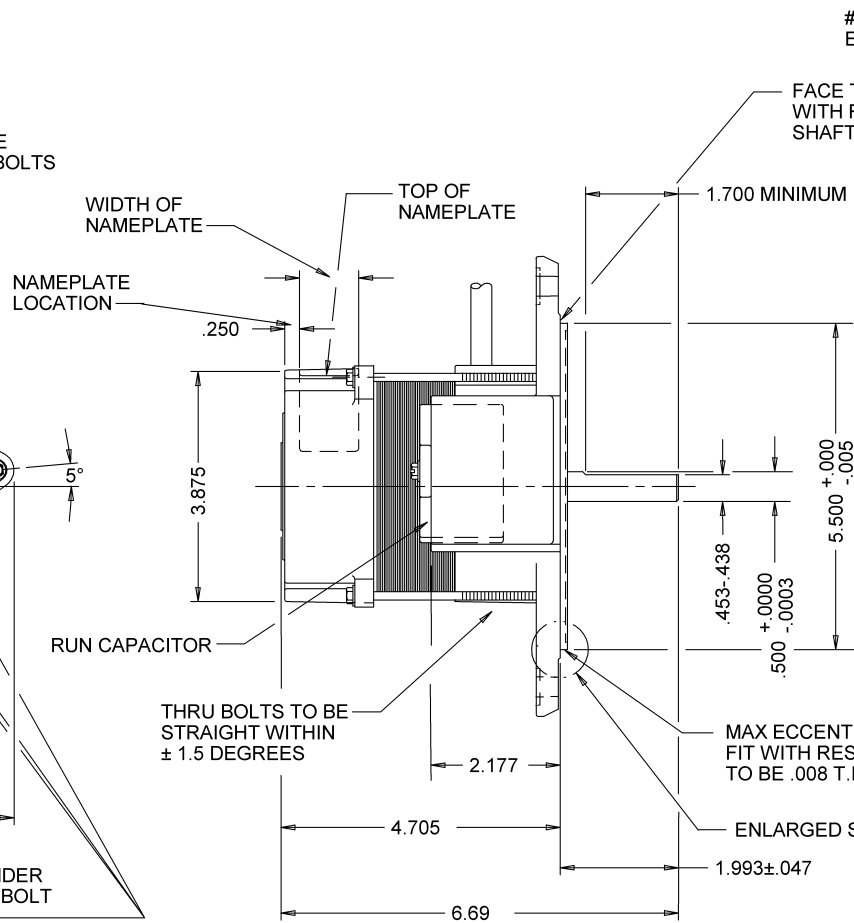 #
E
FACE
WITH
SHAFT
E
BOLTS
WIDTH OF
NAMEPLATE
TOP OF
NAMEPLATE
1.700 MINIMUM
NAMEPLATE
LOCATION
.250
5°
3.875
5.500 +.000 -.005
.453-.438
.500 +.0000 -.0003
RUN CAPACITOR
THRU BOLTS TO BE
STRAIGHT WITHIN
± 1.5 DEGREES
2.177
MAX ECCENT
FIT WITH RES
TO BE .008 T.I
4.705
ENLARGED S
1.993±.047
DER
BOLT
6.69